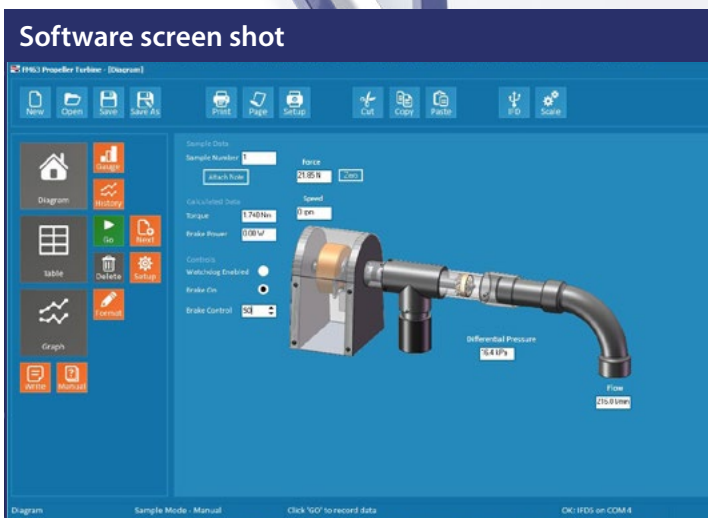 Software screen shot
FM63 Propeller Turbine - [Diagram]
New Open Save Save As Print Page Setup Cut Copy Paste IFD Scale
Sample Data
Sample Number 1
Attach Note
Force
21.85 N Zero
Calculated Data
Speed
0 rpm
Torque 1.740 Nm
Brake Power 0.00 W
Controls
Watchdog Enabled
Brake On
Brake Control 50
Diagram
Gauge
History
Table
Go Next
Delete Setup
Graph
Format
Write Manual
Differential Pressure
16.4 kPa
Flow
216.0 l/min
Diagram Sample Mode - Manual Click 'GO' to record data OK: IFD5 on COM:4